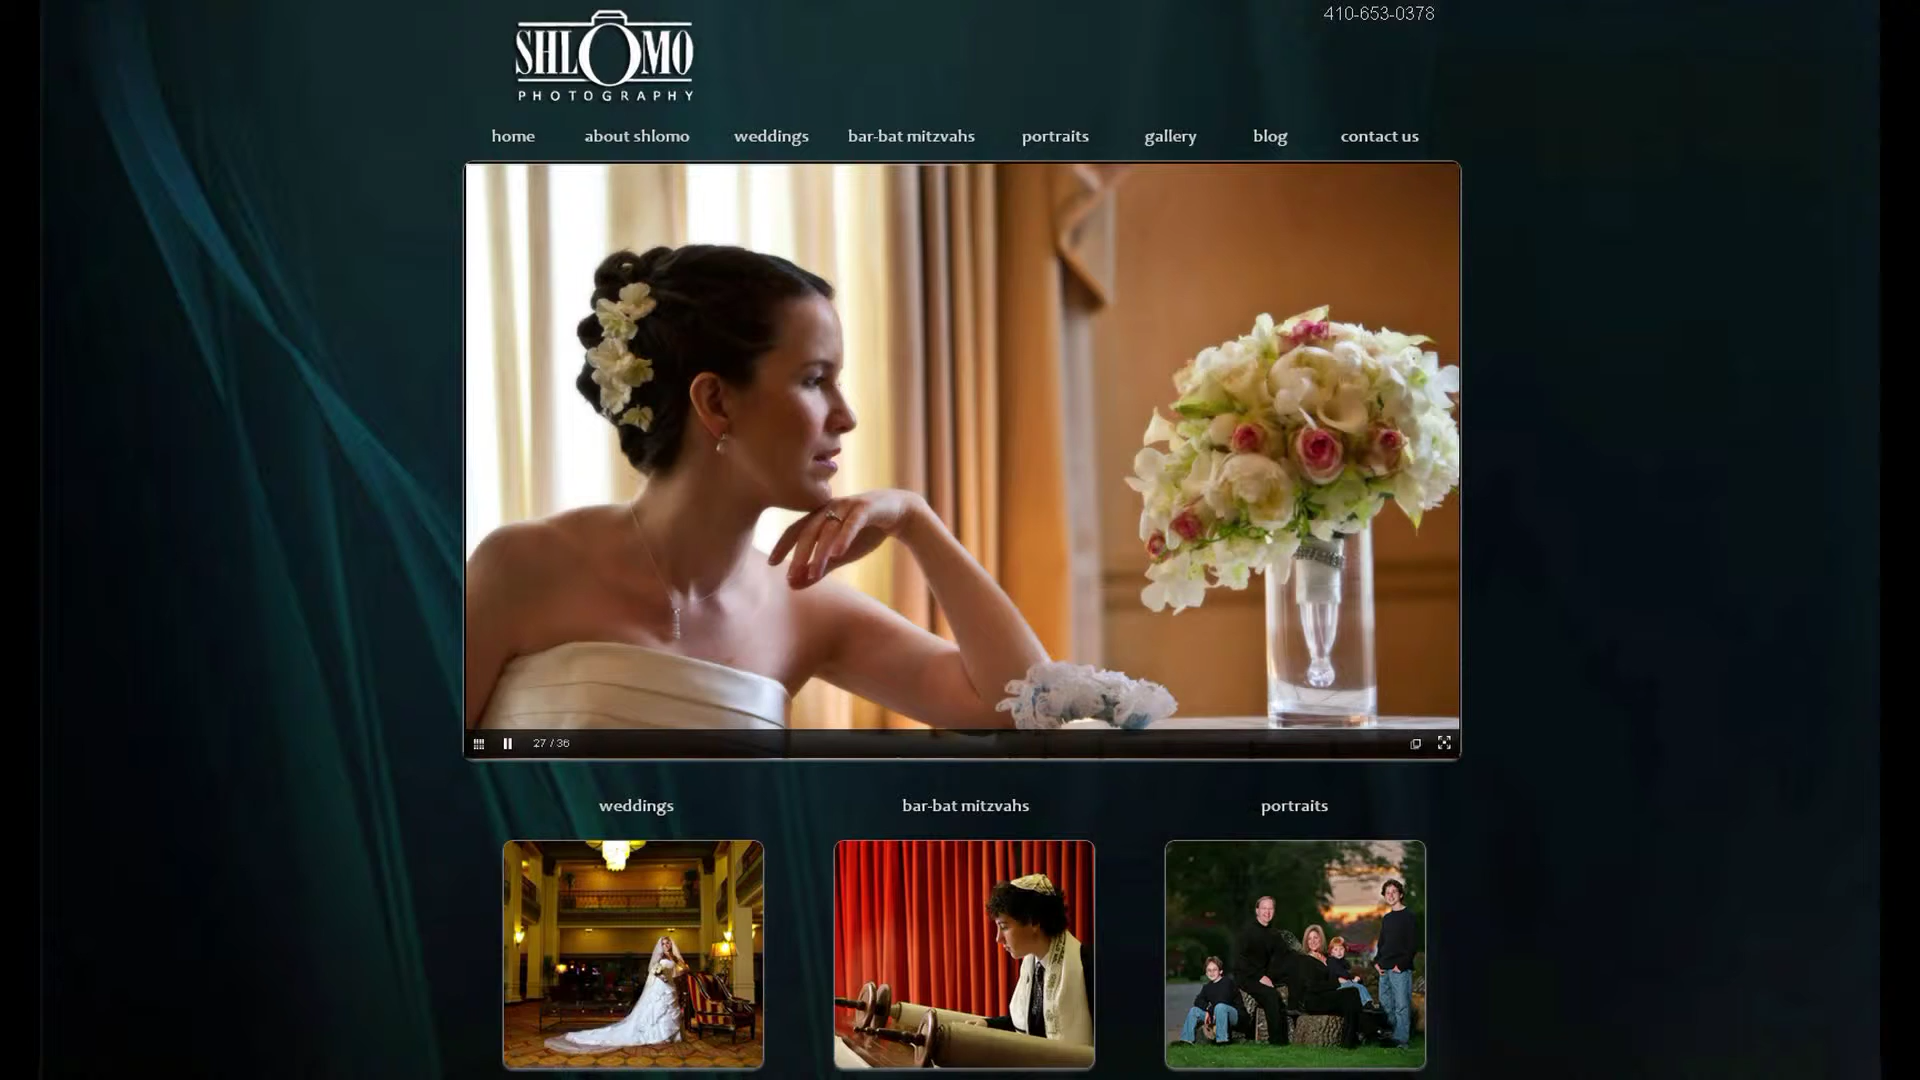 SHLOMO
PHOTOGRAPHY
410-653-0378
home about shlomo weddings bar-bat mitzvahs portraits gallery blog contact us
27 / 36
weddings bar-bat mitzvahs portraits